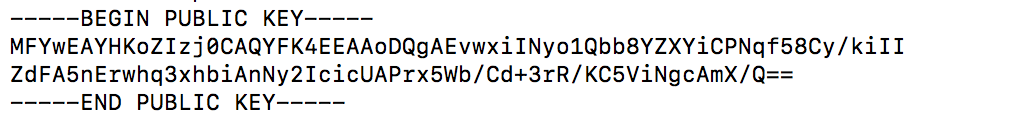 -----BEGIN PUBLIC KEY-----
MFYwEAYHKoZIzj0CAQYFK4EEAAoDQgAEvwxiINyo1Qbb8YZXYiCPNqf58Cy/kiII
ZdFA5nErwhq3xhbiAnNy2IcicUAPrx5Wb/Cd+3rR/KC5ViNgcAmX/Q==
-----END PUBLIC KEY-----